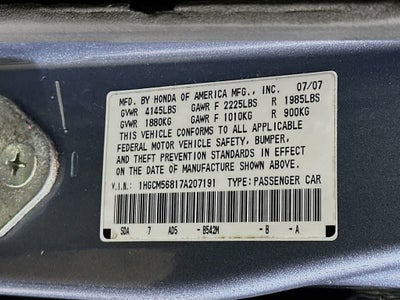 MFD. BY HONDA OF AMERICA MFG., INC. 07/07
GVWR 4145LBS GAWR F 2225LBS R 1985LBS
GVWR 1880KG GAWR F 1010KG R 900KG
THIS VEHICLE CONFORMS TO ALL APPLICABLE
FEDERAL MOTOR VEHICLE SAFETY, BUMPER,
AND THEFT PREVENTION STANDARDS IN EFFECT
ON THE DATE OF MANUFACTURE SHOWN ABOVE.
V.I.N.: 1HGCM56817A207191 TYPE: PASSENGER CAR
SDA 7 AD5 - B542M - B - A